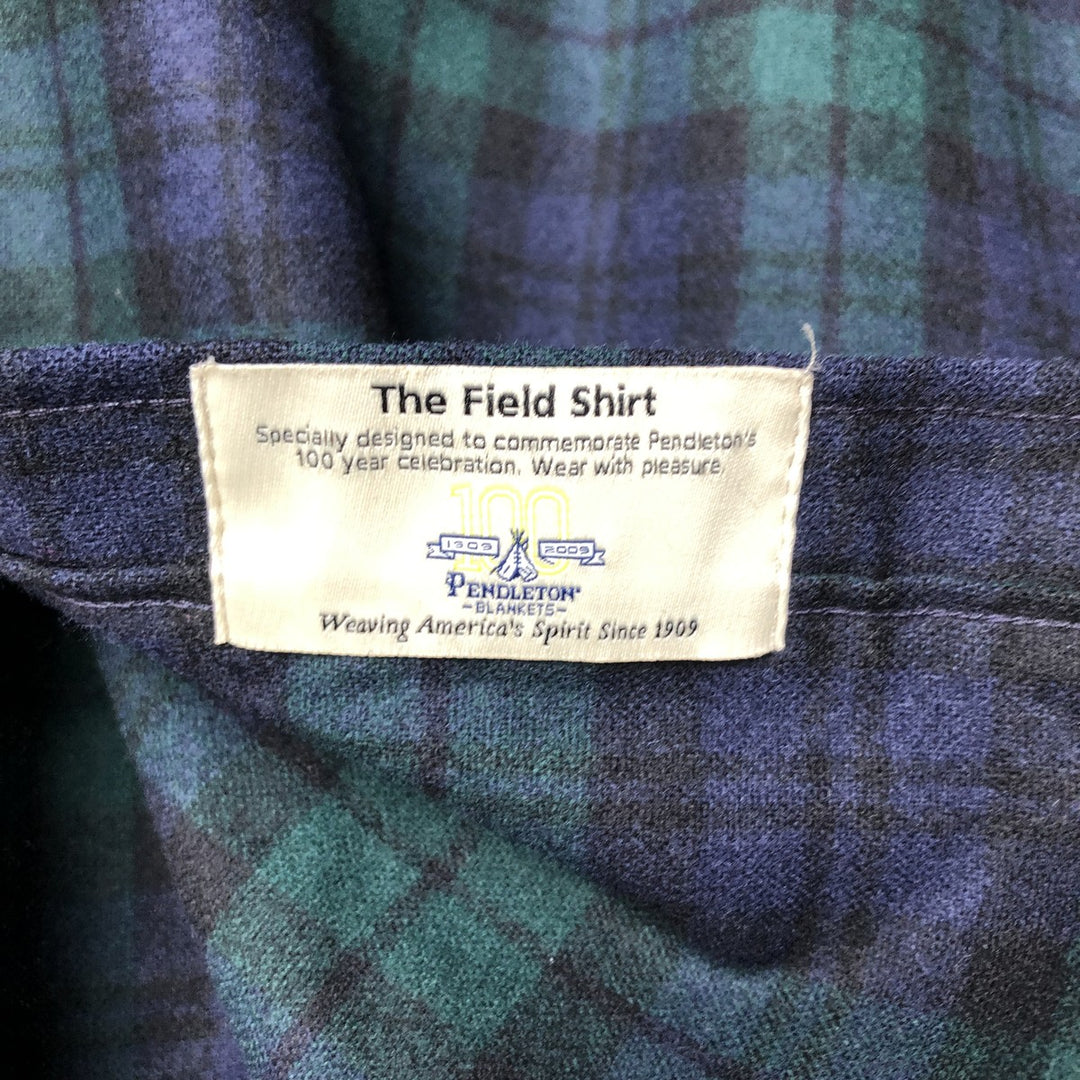 The Field Shirt
Specially designed to commemorate Pendleton's
100 year celebration. Wear with pleasure.
100
1909 2009
PENDLETON®
-BLANKETS-
Weaving America's Spirit Since 1909